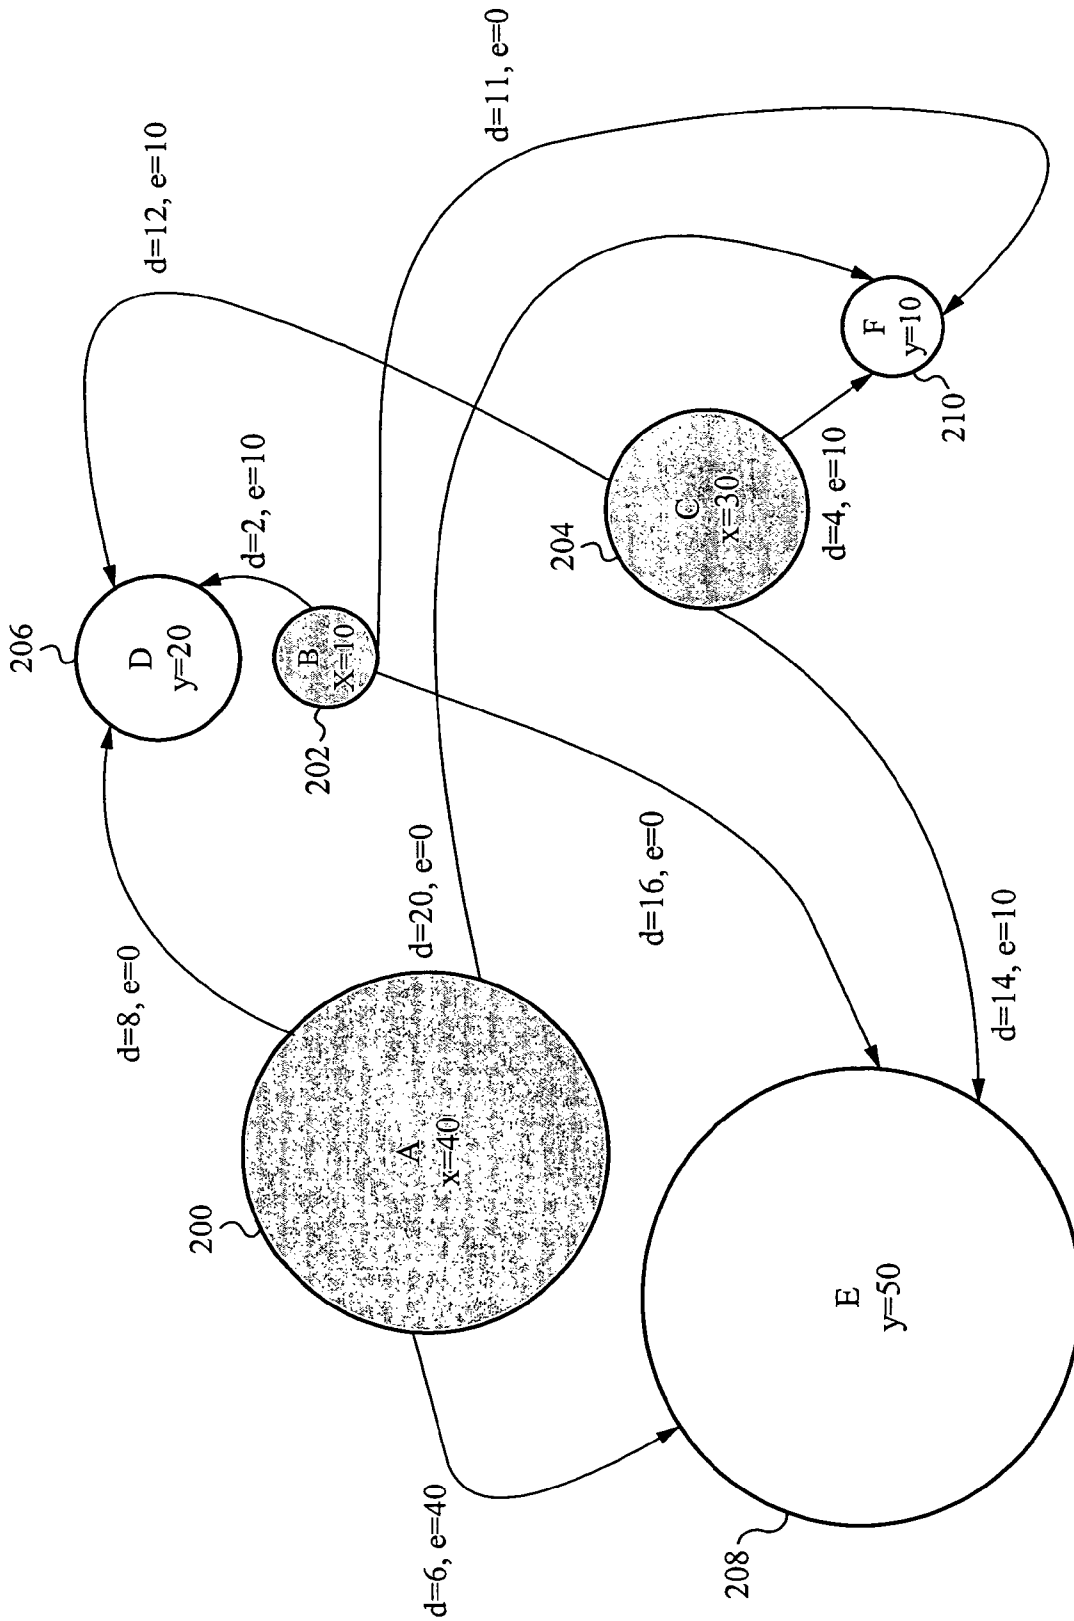 d=6, e=40
208
E
y=50
200
A
x=40
d=8, e=0
d=20, e=0
d=16, e=0
d=14, e=10
206
D
y=20
202
B
X=10
d=2, e=10
204
C
x=30
d=4, e=10
210
F
y=10
d=12, e=10
d=11, e=0